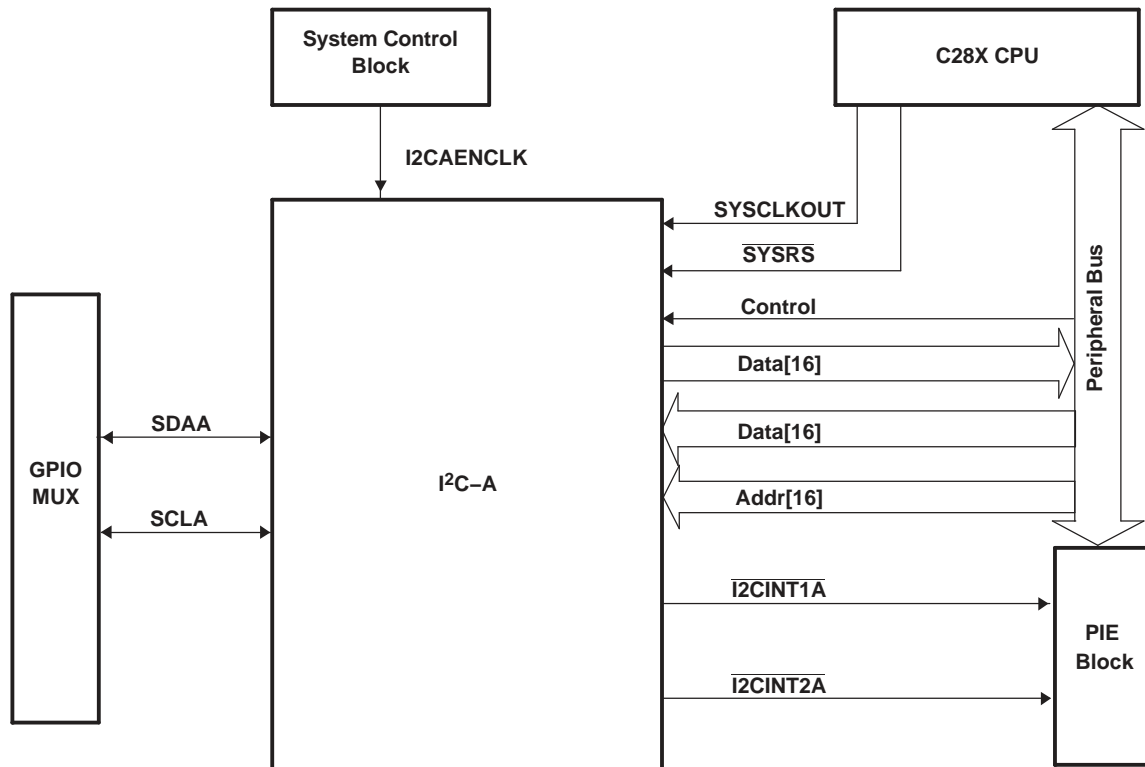 System Control
Block
C28X CPU
I2CAENCLK
SYSCLKOUT
SYSRS
Control
Data[16]
Data[16]
Addr[16]
Peripheral Bus
SDAA
SCLA
GPIO
MUX
I²C–A
I2CINT1A
I2CINT2A
PIE
Block